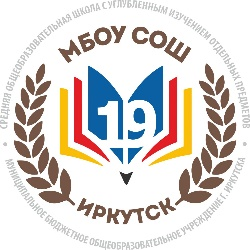 СРЕДНЯЯ ОБЩЕОБРАЗОВАТЕЛЬНАЯ ШКОЛА С УГЛУБЛЕННЫМ ИЗУЧЕНИЕМ ОТДЕЛЬНЫХ ПРЕДМЕТОВ
МБОУ СОШ
19
ИРКУТСК
МУНИЦИПАЛЬНОЕ БЮДЖЕТНОЕ ОБЩЕОБРАЗОВАТЕЛЬНОЕ УЧРЕЖДЕНИЕ Г. ИРКУТСКА